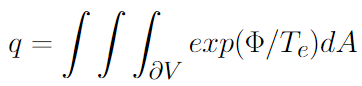 q = ∫ ∫ ∫_{∂V} exp(Φ/T_e)dA